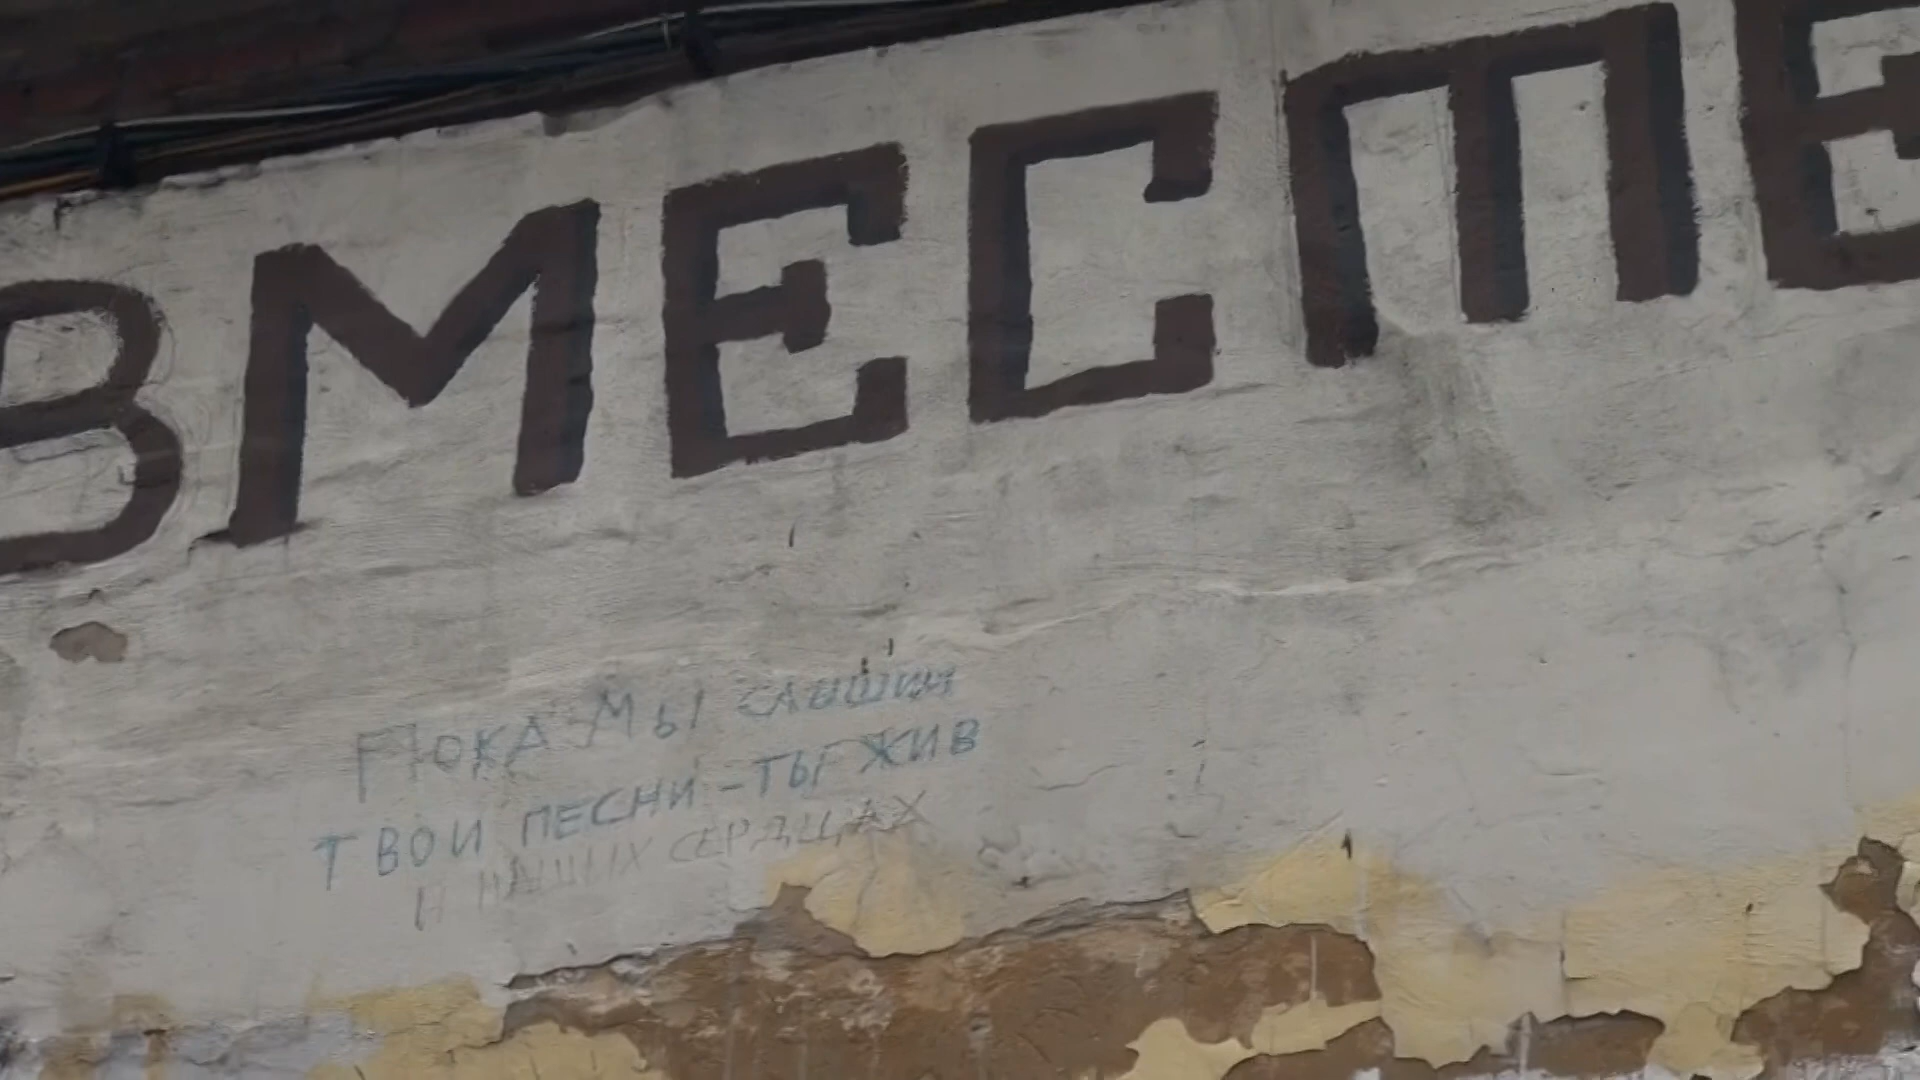 ВМЕСТЕ
ПОКА МЫ СЛЫШИМ
ТВОИ ПЕСНИ - ТЫ ЖИВ
В НАШИХ СЕРДЦАХ